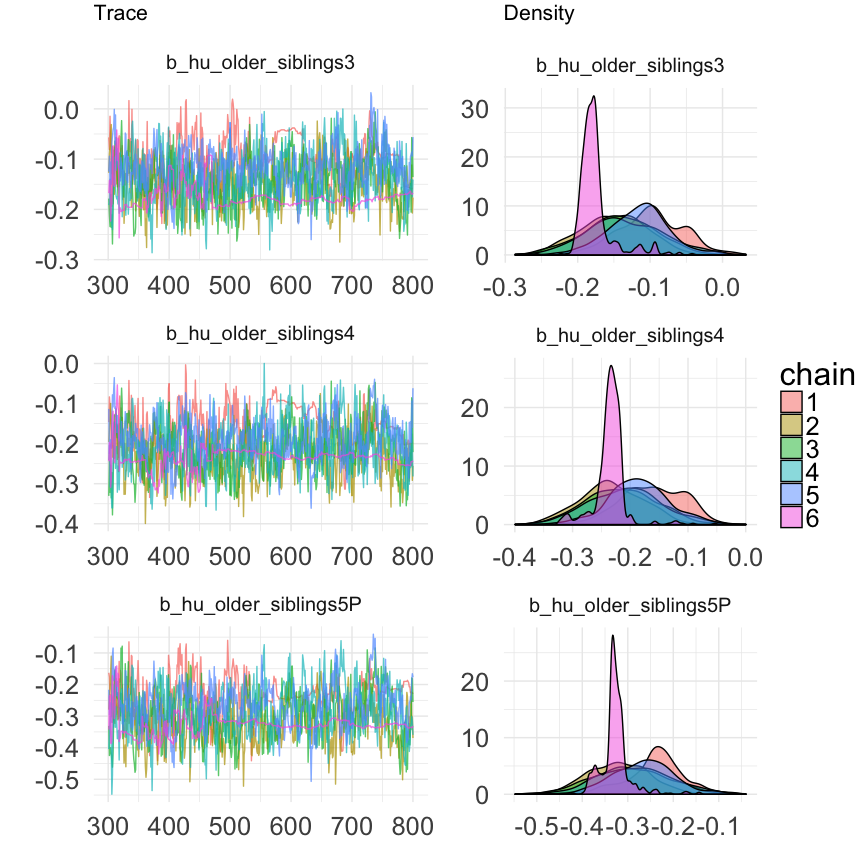 Trace Density
b_hu_older_siblings3 b_hu_older_siblings3
0.0
-0.1
-0.2
-0.3
300 400 500 600 700 800
30
20
10
0
-0.3 -0.2 -0.1 0.0
b_hu_older_siblings4 b_hu_older_siblings4
0.0
-0.1
-0.2
-0.3
-0.4
300 400 500 600 700 800
20
10
0
-0.4 -0.3 -0.2 -0.1 0.0
b_hu_older_siblings5P b_hu_older_siblings5P
-0.1
-0.2
-0.3
-0.4
-0.5
300 400 500 600 700 800
20
10
0
-0.5 -0.4 -0.3 -0.2 -0.1
chain
1
2
3
4
5
6